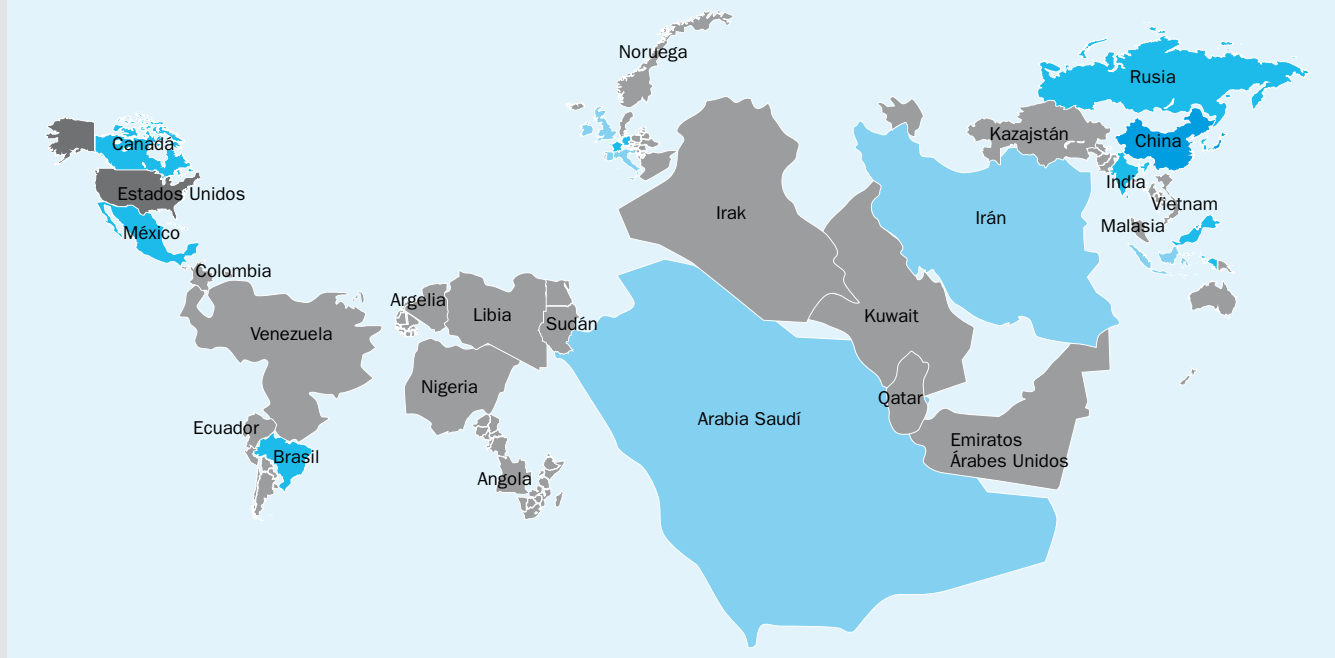 Noruega
Rusia
Canadá
Kazajstán
China
Estados Unidos
India
Vietnam
Irak
Irán
Malasia
México
Colombia
Argelia
Libia
Sudán
Kuwait
Venezuela
Nigeria
Qatar
Arabia Saudí
Ecuador
Emiratos
Árabes Unidos
Brasil
Angola